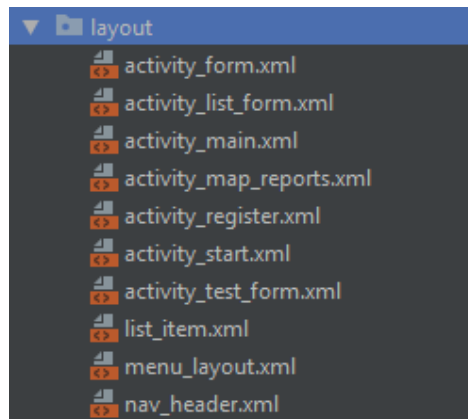 layout
activity_form.xml
activity_list_form.xml
activity_main.xml
activity_map_reports.xml
activity_register.xml
activity_start.xml
activity_test_form.xml
list_item.xml
menu_layout.xml
nav_header.xml